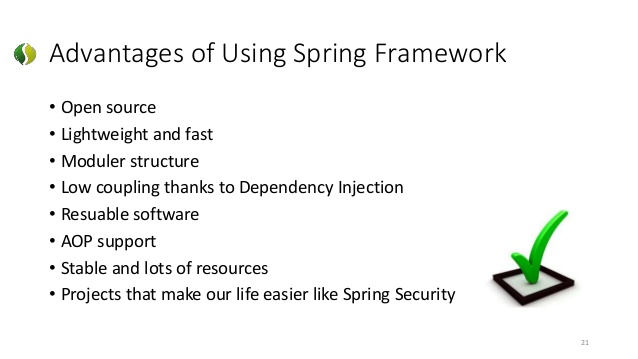 Advantages of Using Spring Framework
• Open source
• Lightweight and fast
• Moduler structure
• Low coupling thanks to Dependency Injection
• Resuable software
• AOP support
• Stable and lots of resources
• Projects that make our life easier like Spring Security
21